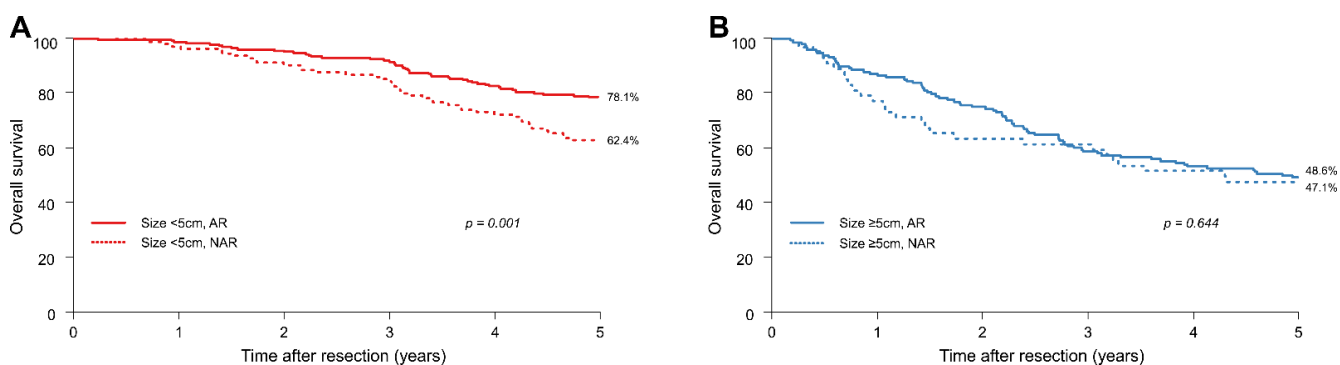 A
100
80
60
40
20
0
Overall survival
78.1%
62.4%
Size <5cm, AR
Size <5cm, NAR
p = 0.001
0 1 2 3 4 5
Time after resection (years)
B
100
80
60
40
20
0
Overall survival
48.6%
47.1%
Size ≥5cm, AR
Size ≥5cm, NAR
p = 0.644
0 1 2 3 4 5
Time after resection (years)